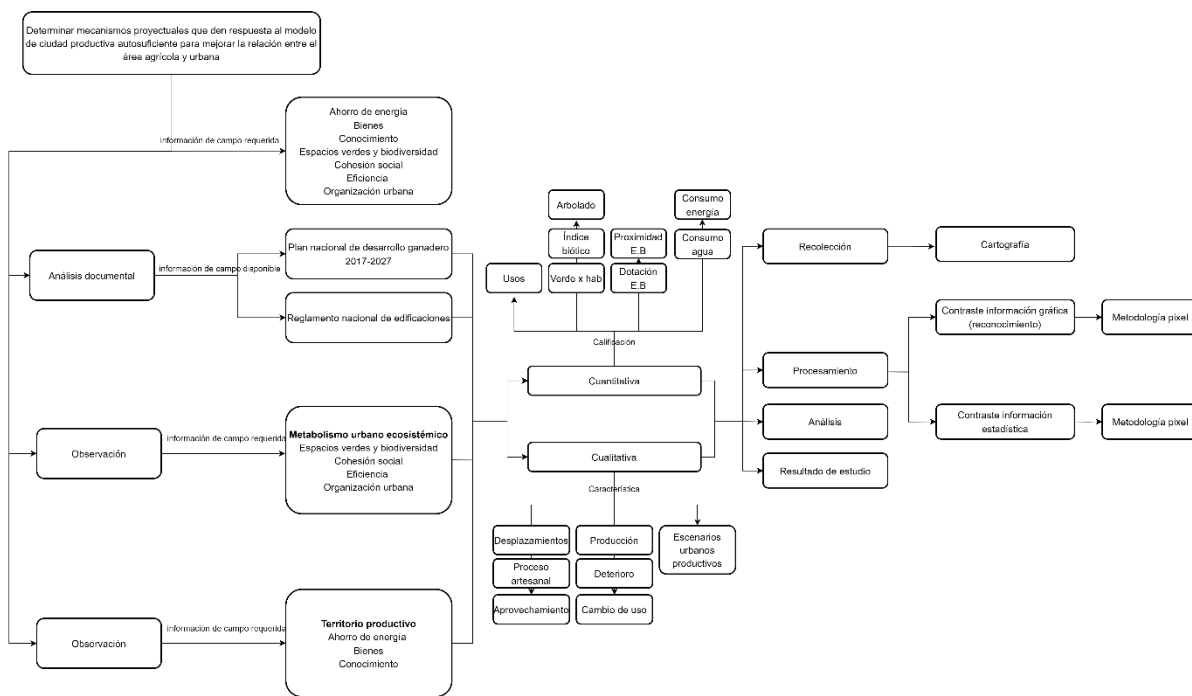 Determinar mecanismos proyectuales que den respuesta al modelo
de ciudad productiva autosuficiente para mejorar la relación entre el
área agrícola y urbana
información de campo requerida
Ahorro de energía
Bienes
Conocimiento
Espacios verdes y biodiversidad
Cohesión social
Eficiencia
Organización urbana
Análisis documental
información de campo disponible
Plan nacional de desarrollo ganadero
2017-2027
Reglamento nacional de edificaciones
Observación
información de campo requerida
Metabolismo urbano ecosistémico
Espacios verdes y biodiversidad
Cohesión social
Eficiencia
Organización urbana
Observación
información de campo requerida
Territorio productivo
Ahorro de energía
Bienes
Conocimiento
Usos
Arbolado
Índice
biótico
Verde x hab
Proximidad
E.B
Dotación
E.B
Consumo
energía
Consumo
agua
Calificación
Cuantitativa
Cualitativa
Característica
Desplazamientos
Proceso
artesanal
Aprovechamiento
Producción
Deterioro
Cambio de uso
Escenarios
urbanos
productivos
Recolección
Cartografía
Procesamiento
Contraste información gráfica
(reconocimiento)
Metodología pixel
Contraste información
estadística
Metodología pixel
Análisis
Resultado de estudio